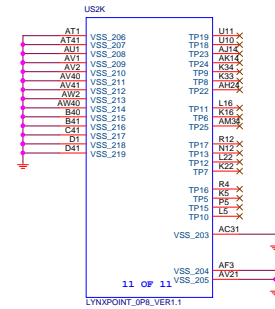 US2K
AT1 VSS_206 TP19 U11
AT41 VSS_207 TP18 U10
AU1 VSS_208 TP23 AJ14
AV1 VSS_209 TP24 AK14
AV2 VSS_210 TP9 K34
AV40 VSS_211 TP8 K33
AV41 VSS_212 TP22 AH24
AW2 VSS_213
AW40 VSS_214 TP11 L16
B40 VSS_215 TP6 K16
B41 VSS_216 TP25
C41 VSS_217
D1 VSS_218 TP17 R12
D41 VSS_219 TP13 N12
TP12 L22
TP7 K22
TP16 R4
TP5 K5
TP15 P5
TP10 L5
VSS_203 AC31
VSS_204 AF3
VSS_205 AV21
11 OF 11
LYNXPOINT_0P8_VER1.1